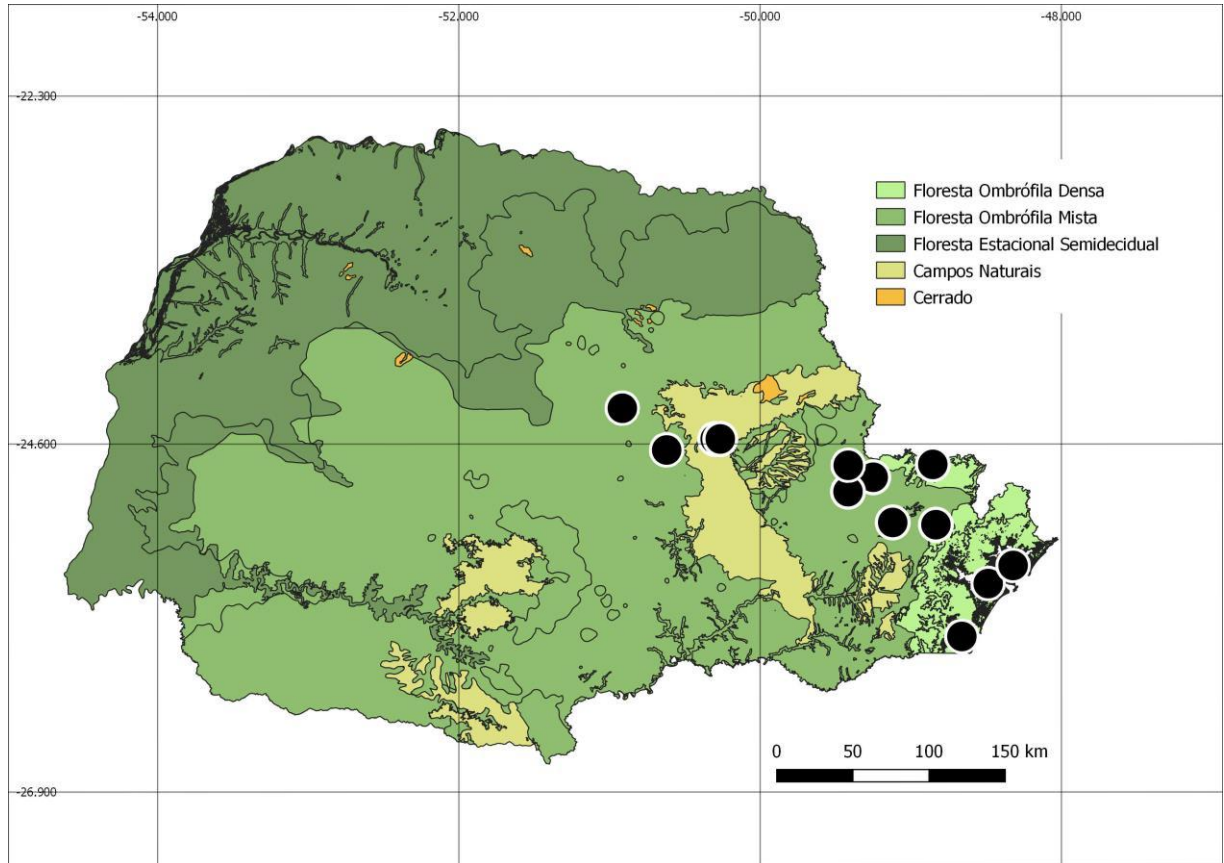 -54.000 -52.000 -50.000 -48.000
-22.300
Floresta Ombrófila Densa
Floresta Ombrófila Mista
Floresta Estacional Semidecidual
Campos Naturais
Cerrado
-24.600
0 50 100 150 km
-26.900